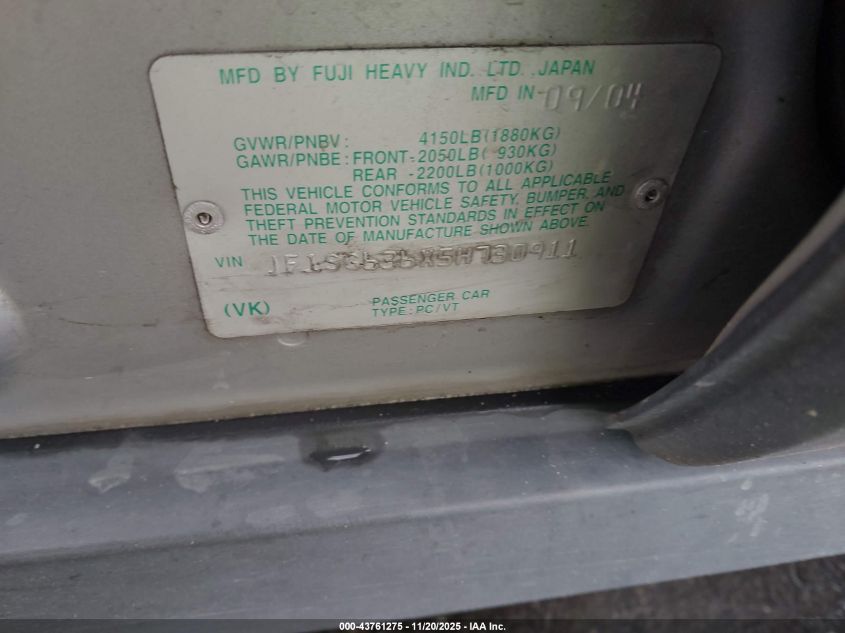 MFD BY FUJI HEAVY IND. LTD. JAPAN
MFD IN 09/04
GVWR/PNBV: 4150LB(1880KG)
GAWR/PNBE: FRONT-2050LB( 930KG)
REAR -2200LB(1000KG)
THIS VEHICLE CONFORMS TO ALL APPLICABLE
FEDERAL MOTOR VEHICLE SAFETY, BUMPER, AND
THEFT PREVENTION STANDARDS IN EFFECT ON
THE DATE OF MANUFACTURE SHOWN ABOVE.
VIN
(VK)
PASSENGER CAR
TYPE: PC/VT
000-43761275 - 11/20/2025 - IAA Inc.